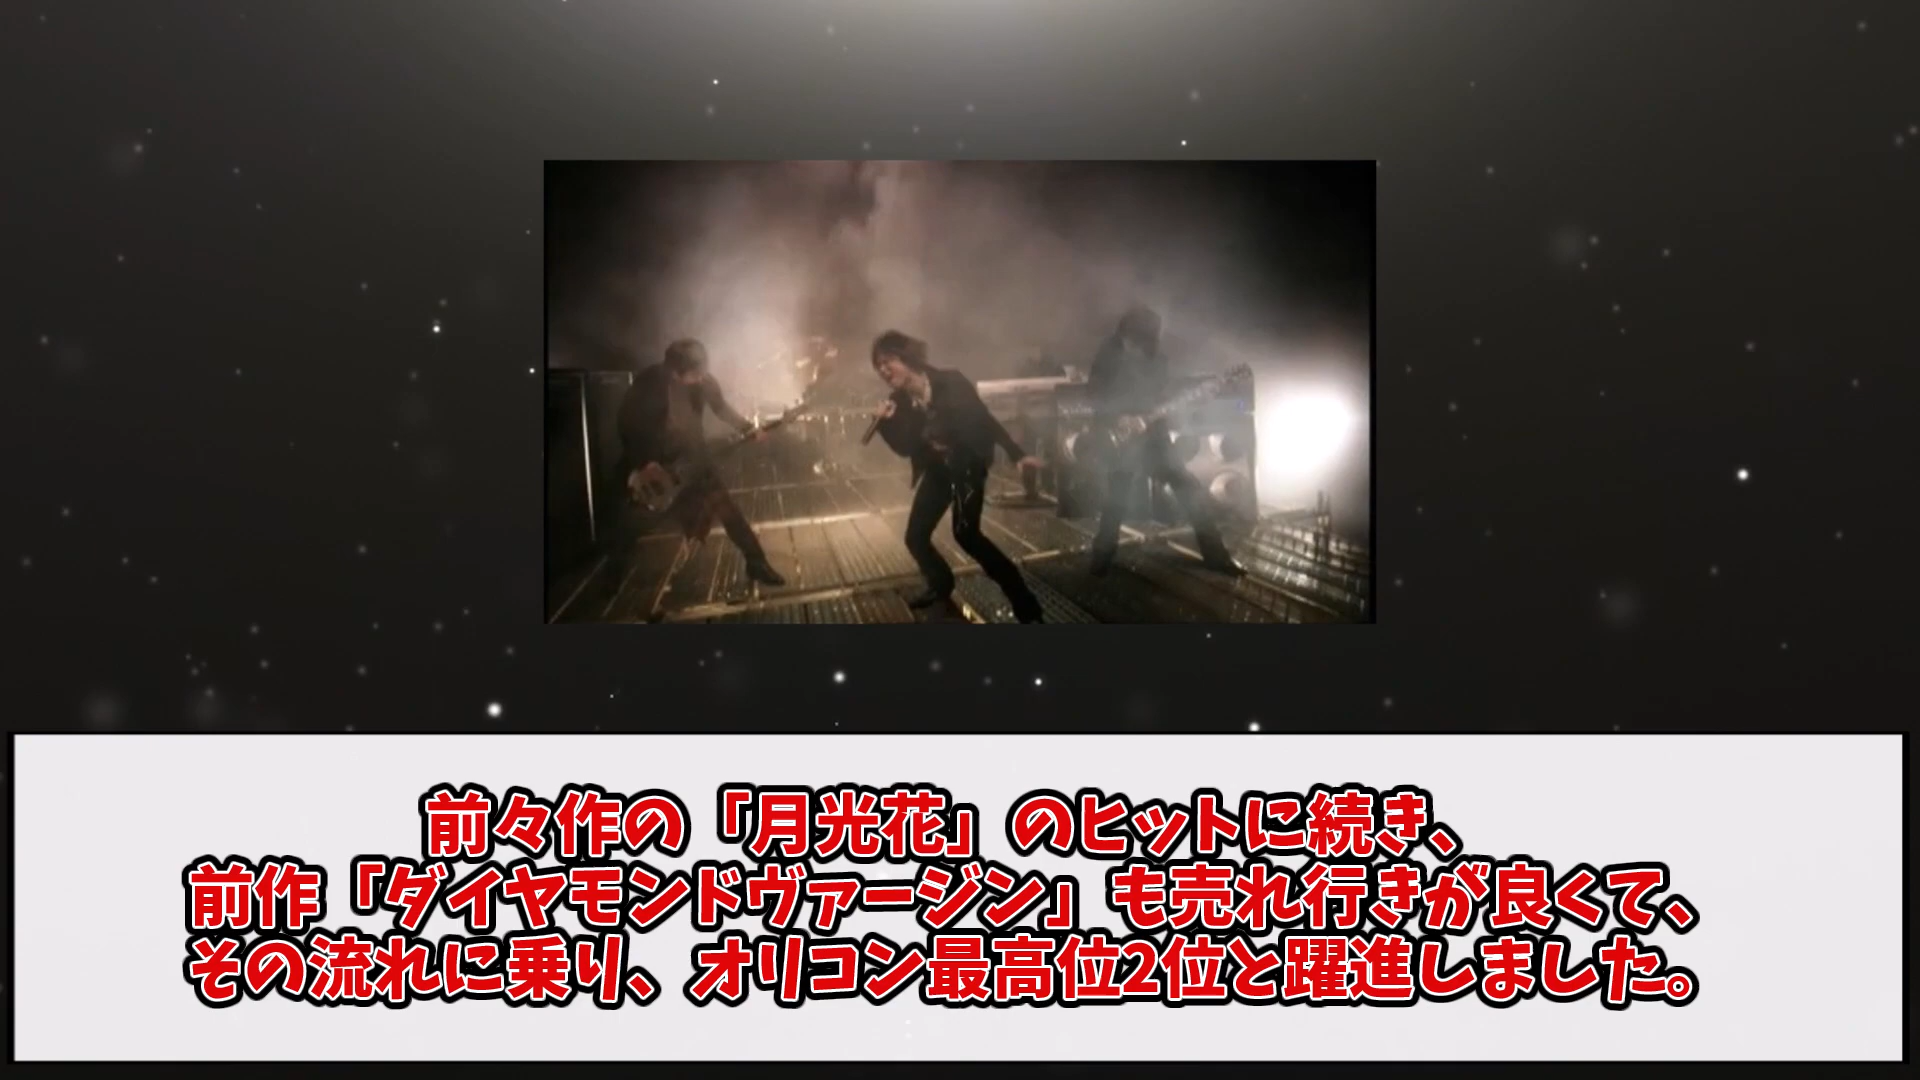 前々作の「月光花」のヒットに続き、
前作「ダイヤモンドヴァージン」も売れ行きが良くて、
その流れに乗り、オリコン最高位2位と躍進しました。